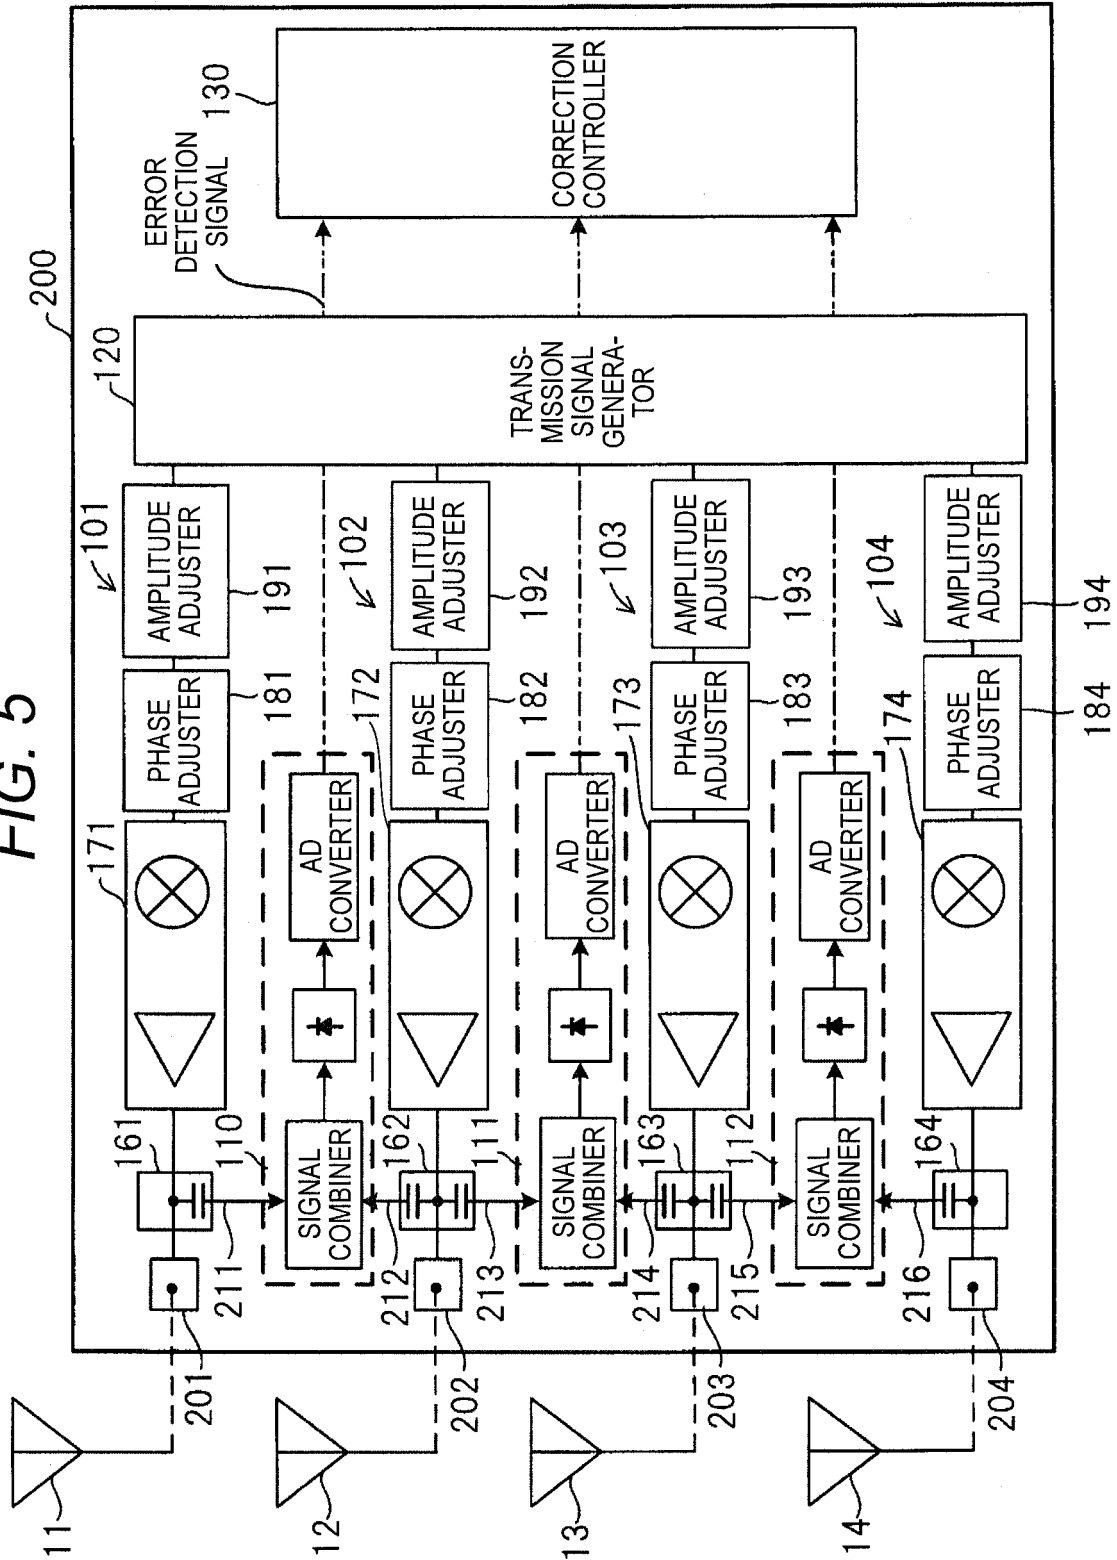 FIG. 5
200
120
ERROR
DETECTION
SIGNAL
130
CORRECTION
CONTROLLER
TRANS-
MISSION
SIGNAL
GENERA-
TOR
101
AMPLITUDE
ADJUSTER
191
PHASE
ADJUSTER
181
171
161
211
201
11
110
SIGNAL
COMBINER
AD
CONVERTER
102
AMPLITUDE
ADJUSTER
192
PHASE
ADJUSTER
182
172
162
212
213
202
12
111
SIGNAL
COMBINER
AD
CONVERTER
103
AMPLITUDE
ADJUSTER
193
PHASE
ADJUSTER
183
173
163
214
215
203
13
112
SIGNAL
COMBINER
AD
CONVERTER
104
AMPLITUDE
ADJUSTER
194
PHASE
ADJUSTER
184
174
164
216
204
14